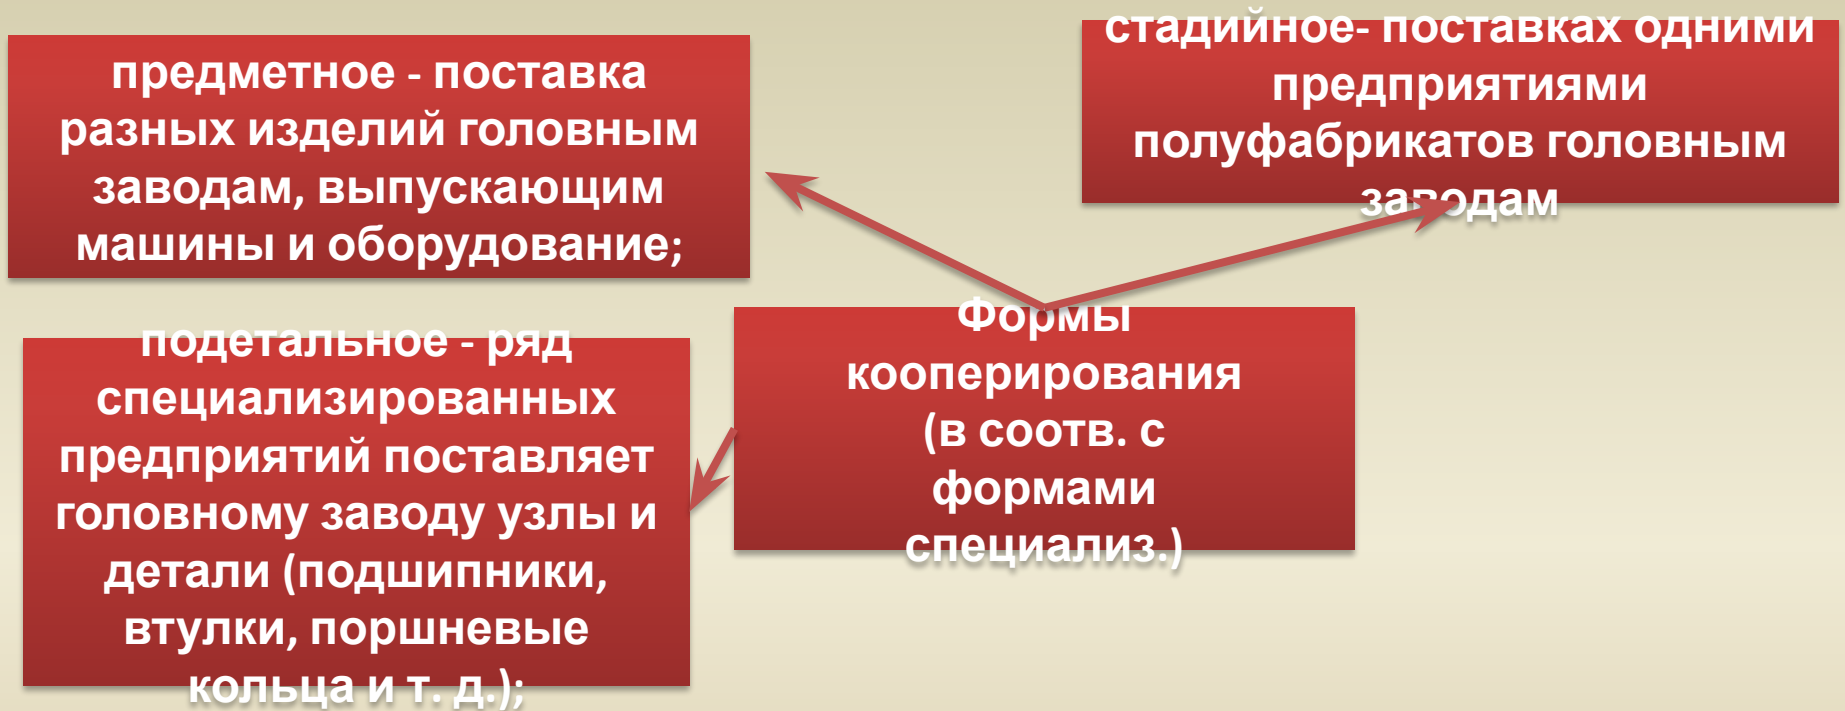 предметное - поставка
разных изделий головным
заводам, выпускающим
машины и оборудование;
стадийное- поставках одними
предприятиями
полуфабрикатов головным
заводам
подетальное - ряд
специализированных
предприятий поставляет
головному заводу узлы и
детали (подшипники,
втулки, поршневые
кольца и т. д.);
Формы
кооперирования
(в соотв. с
формами
специализ.)